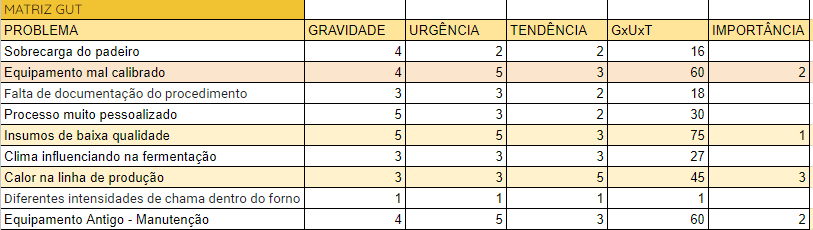 MATRIZ GUT
PROBLEMA GRAVIDADE URGÊNCIA TENDÊNCIA GxUxT IMPORTÂNCIA
Sobrecarga do padeiro 4 2 2 16
Equipamento mal calibrado 4 5 3 60 2
Falta de documentação do procedimento 3 3 2 18
Processo muito pessoalizado 5 3 2 30
Insumos de baixa qualidade 5 5 3 75 1
Clima influenciando na fermentação 3 3 3 27
Calor na linha de produção 3 3 5 45 3
Diferentes intensidades de chama dentro do forno 1 1 1 1
Equipamento Antigo - Manutenção 4 5 3 60 2